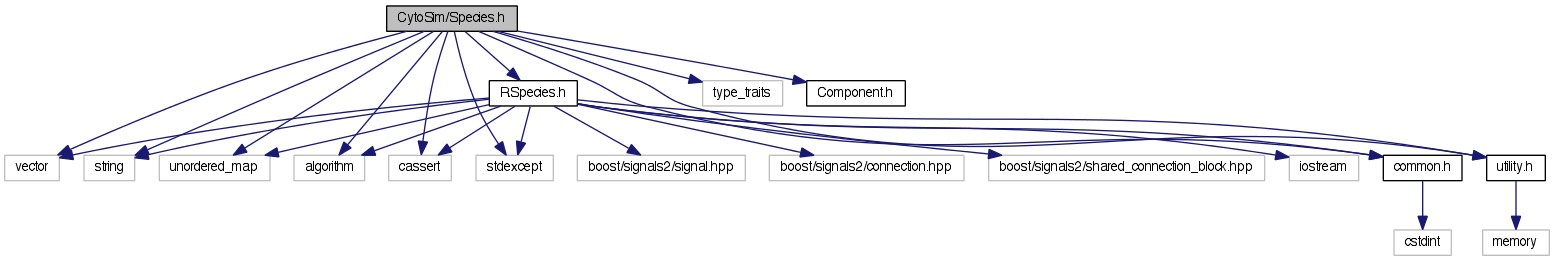 CytoSim/Species.h
RSpecies.h
type_traits
Component.h
vector
string
unordered_map
algorithm
cassert
stdexcept
boost/signals2/signal.hpp
boost/signals2/connection.hpp
boost/signals2/shared_connection_block.hpp
iostream
common.h
utility.h
cstdint
memory